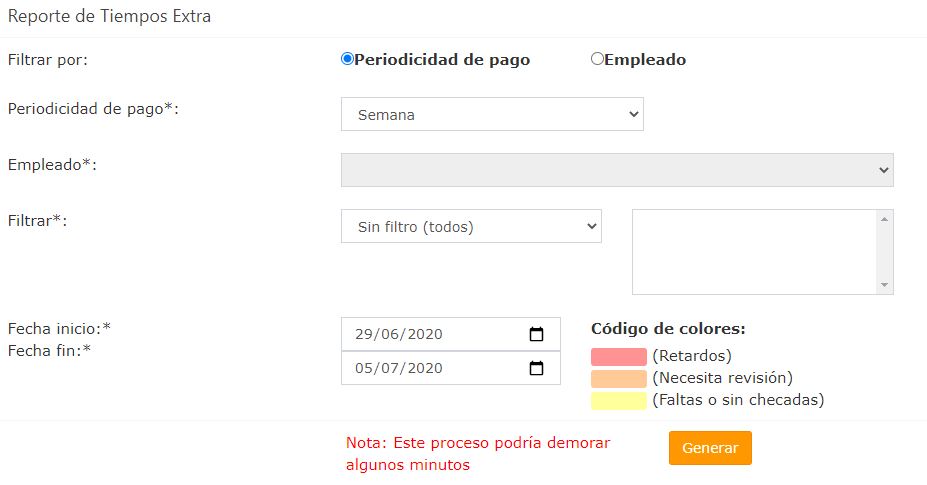 Reporte de Tiempos Extra
Filtrar por: Periodicidad de pago Empleado
Periodicidad de pago*: Semana
Empleado*:
Filtrar*: Sin filtro (todos)
Fecha inicio:* 29/06/2020 Código de colores:
Fecha fin:* 05/07/2020 (Retardos)
(Necesita revisión)
(Faltas o sin checadas)
Nota: Este proceso podría demorar Generar
algunos minutos